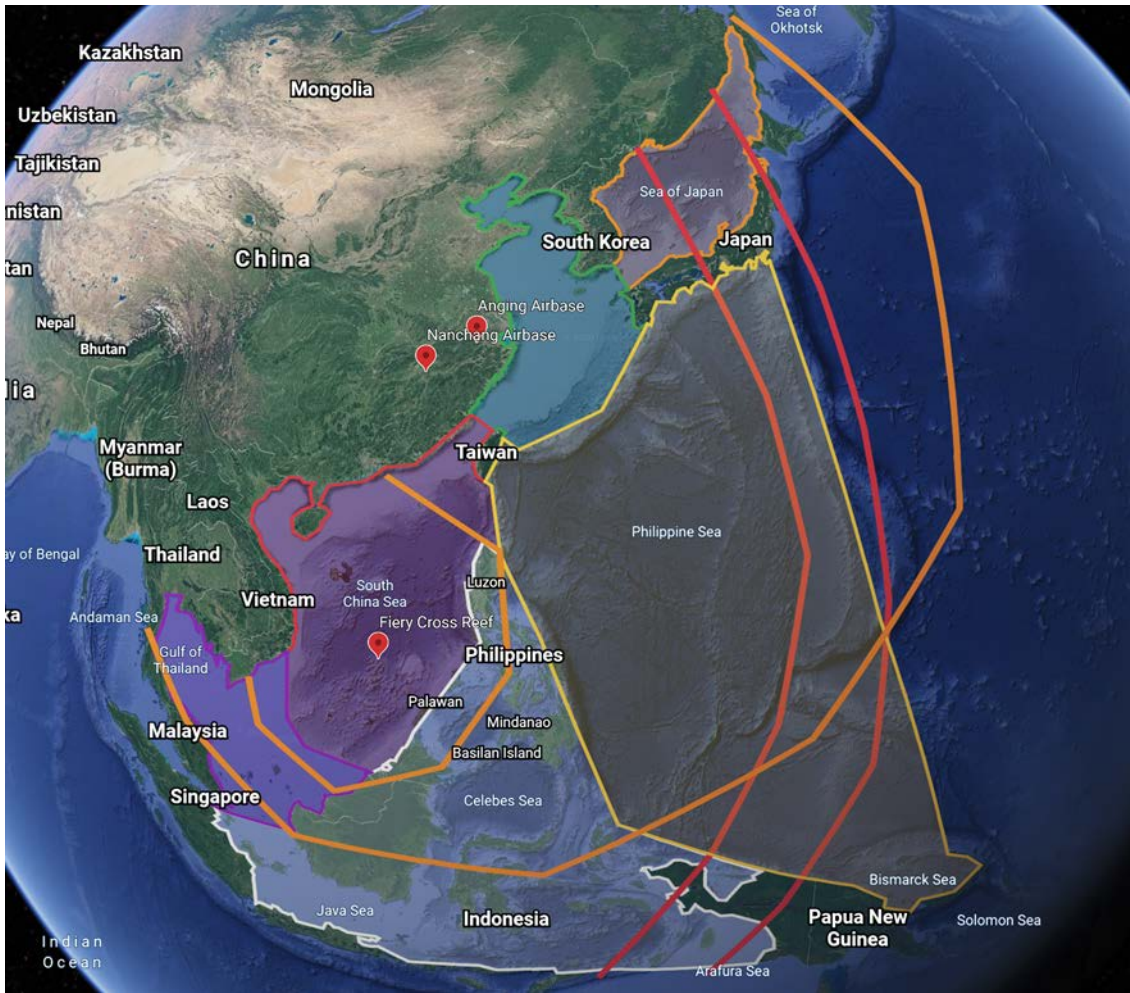 Sea of
Okhotsk
Kazakhstan
Mongolia
Uzbekistan
Tajikistan
nistan
Sea of Japan
South Korea
Japan
China
tan
Anging Airbase
Nanchang Airbase
Nepal
Bhutan
lia
Myanmar
(Burma)
Taiwan
Laos
Philippine Sea
ay of Bengal
Thailand
South
China Sea
Luzon
Vietnam
ka
Andaman Sea
Fiery Cross Reef
Gulf of
Thailand
Philippines
Palawan
Mindanao
Malaysia
Basilan Island
Singapore
Celebes Sea
Bismarck Sea
Java Sea
Indonesia
Papua New
Guinea
Solomon Sea
Indian
Ocean
Arafura Sea